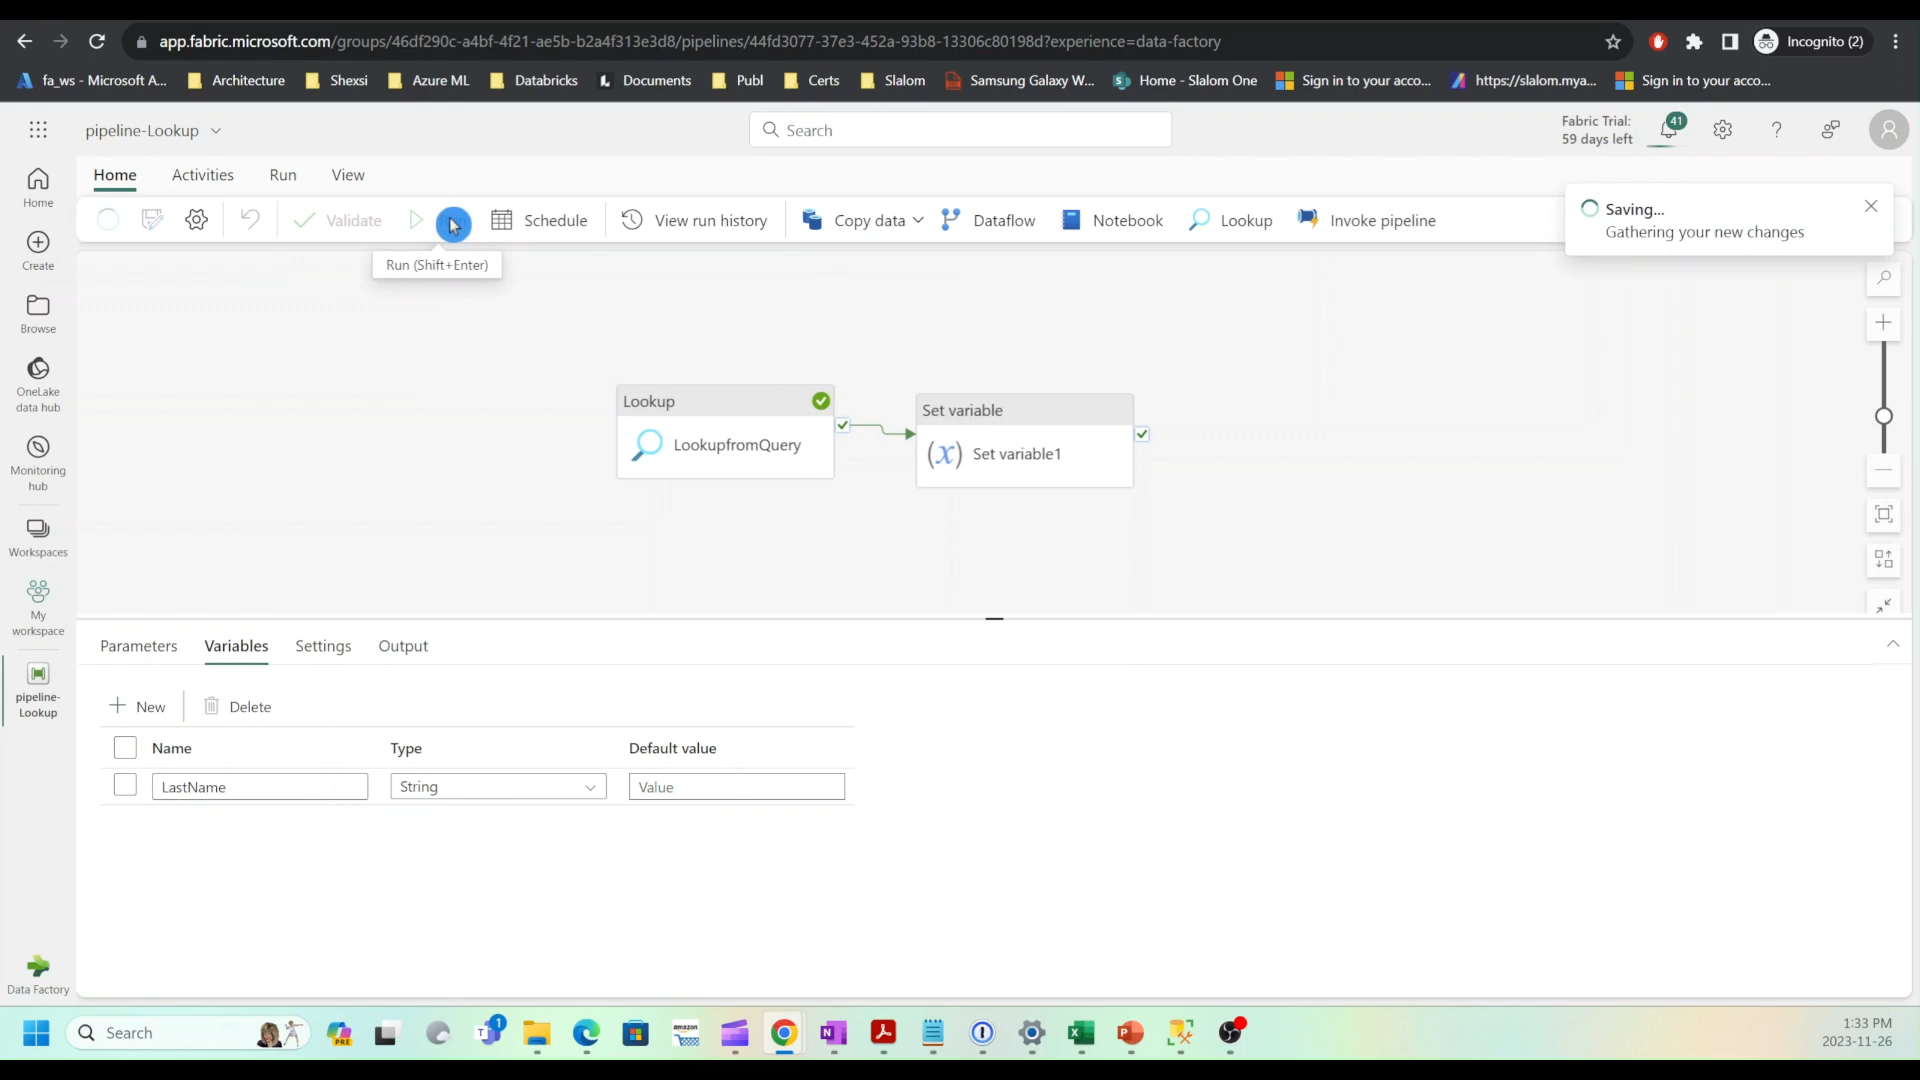 app.fabric.microsoft.com/groups/46df290c-a4bf-4f21-ae5b-b2a4f313e3d8/pipelines/44fd3077-37e3-452a-93b8-13306c80198d?experience=data-factory
Incognito (2)
fa_ws - Microsoft A...
Architecture
Shexsi
Azure ML
Databricks
Documents
Publ
Certs
Slalom
Samsung Galaxy W...
Home - Slalom One
Sign in to your acco...
https://slalom.mya...
Sign in to your acco...
pipeline-Lookup
Search
Fabric Trial:
59 days left
41
Home
Activities
Run
View
Validate
Schedule
View run history
Copy data
Dataflow
Notebook
Lookup
Invoke pipeline
Saving...
Gathering your new changes
Run (Shift+Enter)
Home
Create
Browse
OneLake
data hub
Monitoring
hub
Workspaces
My
workspace
pipeline-
Lookup
Data Factory
Lookup
LookupfromQuery
Set variable
(x)
Set variable1
Parameters
Variables
Settings
Output
New
Delete
Name
Type
Default value
LastName
String
Value
Search
PRE
T
1
amazon
N
P
1:33 PM
2023-11-26